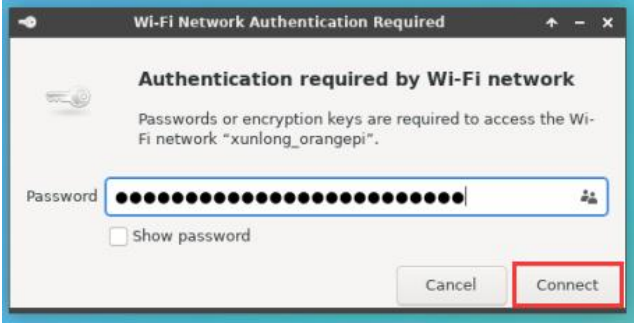 Wi-Fi Network Authentication Required
Authentication required by Wi-Fi network
Passwords or encryption keys are required to access the Wi-
Fi network “xunlong_orangepi”.
Password ●●●●●●●●●●●●●●●●●●●●●●●●●
Show password
Cancel Connect